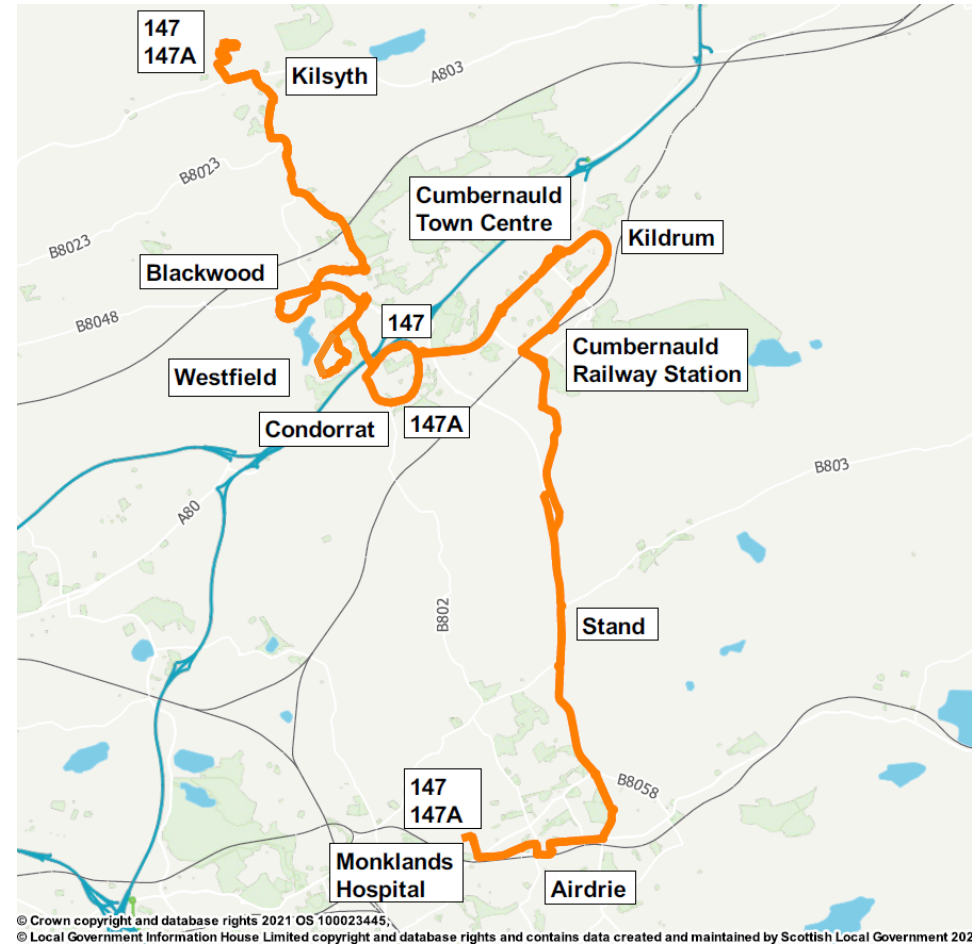 147
147A
Kilsyth
A803
B8023
Cumbernauld
Town Centre
Kildrum
B8023
Blackwood
B8048
147
Cumbernauld
Railway Station
Westfield
147A
Condorrat
B803
A80
B802
Stand
B8058
147
147A
Monklands
Hospital
Airdrie
© Crown copyright and database rights 2021 OS 100023445,
© Local Government Information House Limited copyright and database rights and contains data created and maintained by Scottish Local Government 202